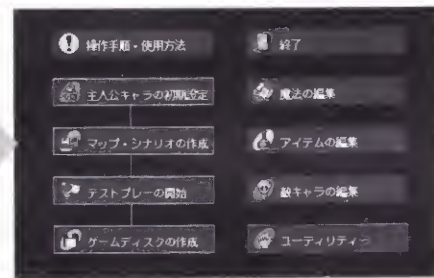 操作手順・使用方法
主人公キャラの初期設定
マップ・シナリオの作成
テストプレーの開始
ゲームディスクの作成
終了
魔法の編集
アイテムの編集
敵キャラの編集
ユーティリティー